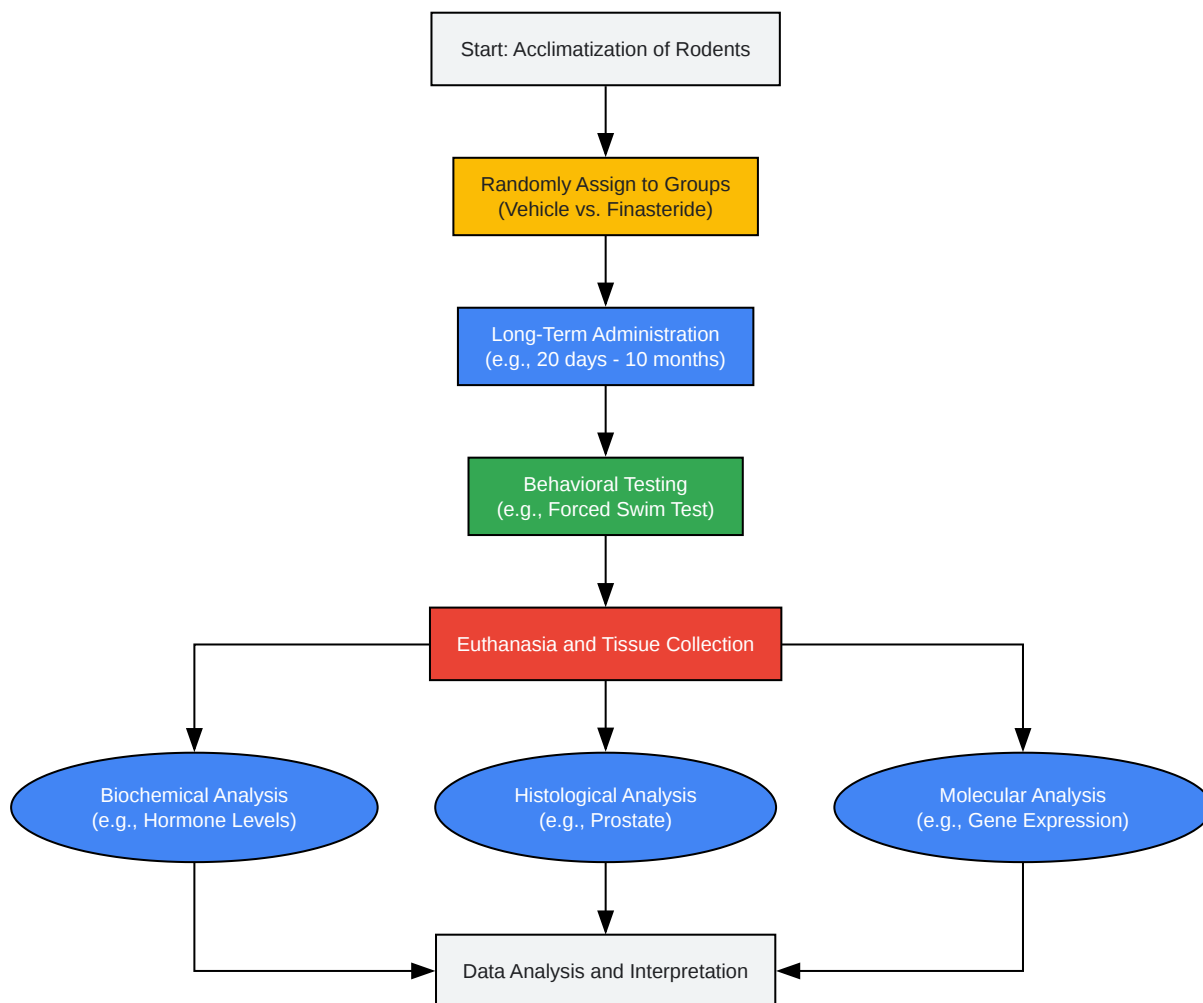 Start: Acclimatization of Rodents
Randomly Assign to Groups
(Vehicle vs. Finasteride)
Long-Term Administration
(e.g., 20 days - 10 months)
Behavioral Testing
(e.g., Forced Swim Test)
Euthanasia and Tissue Collection
Biochemical Analysis
(e.g., Hormone Levels)
Histological Analysis
(e.g., Prostate)
Molecular Analysis
(e.g., Gene Expression)
Data Analysis and Interpretation